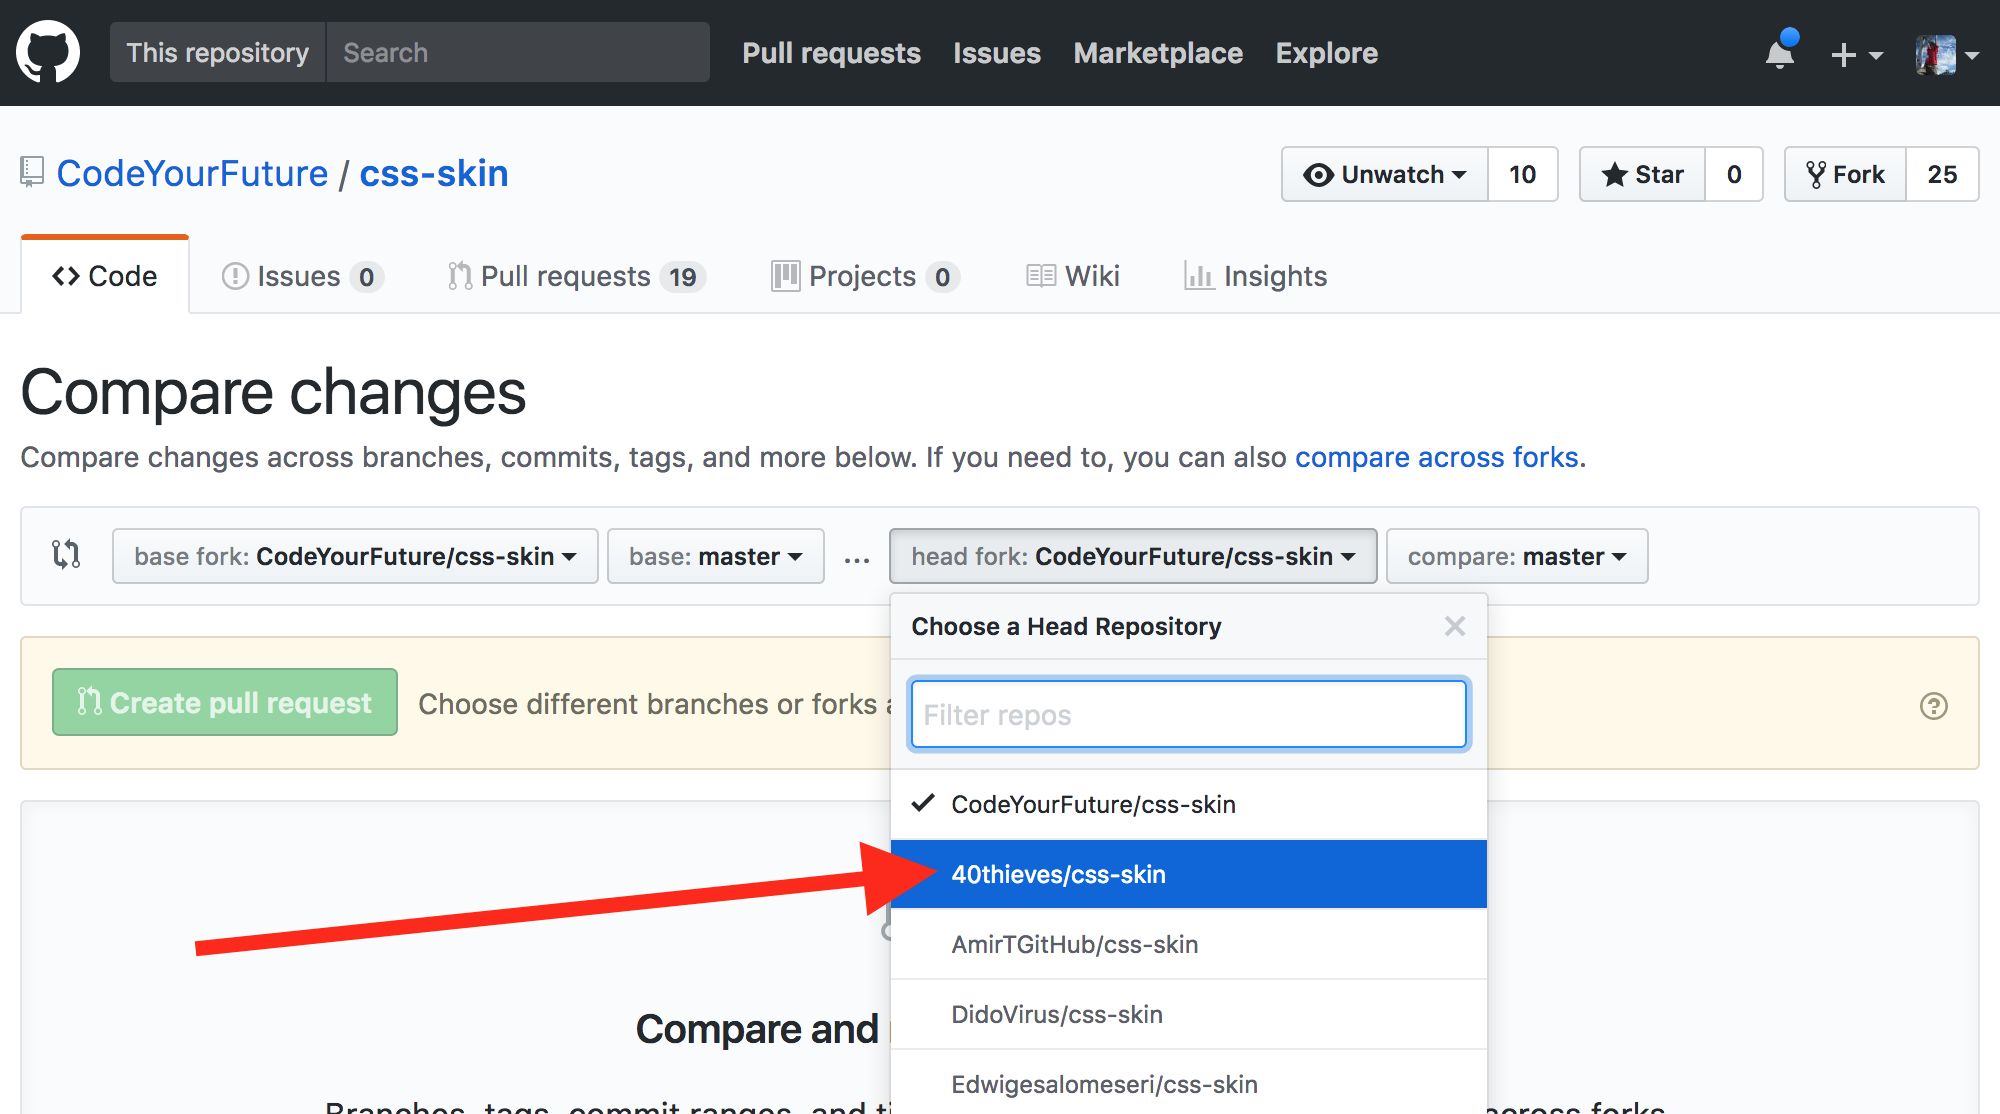 This repository Search Pull requests Issues Marketplace Explore
CodeYourFuture / css-skin Unwatch 10 Star 0 Fork 25
Code Issues 0 Pull requests 19 Projects 0 Wiki Insights
Compare changes
Compare changes across branches, commits, tags, and more below. If you need to, you can also compare across forks.
base fork: CodeYourFuture/css-skin base: master ... head fork: CodeYourFuture/css-skin compare: master
Choose a Head Repository
Create pull request Choose different branches or forks
Filter repos
CodeYourFuture/css-skin
40thieves/css-skin
AmirTGitHub/css-skin
DidoVirus/css-skin
Compare and
Edwigesalomeseri/css-skin
Branches, tags, commit ranges, and across forks